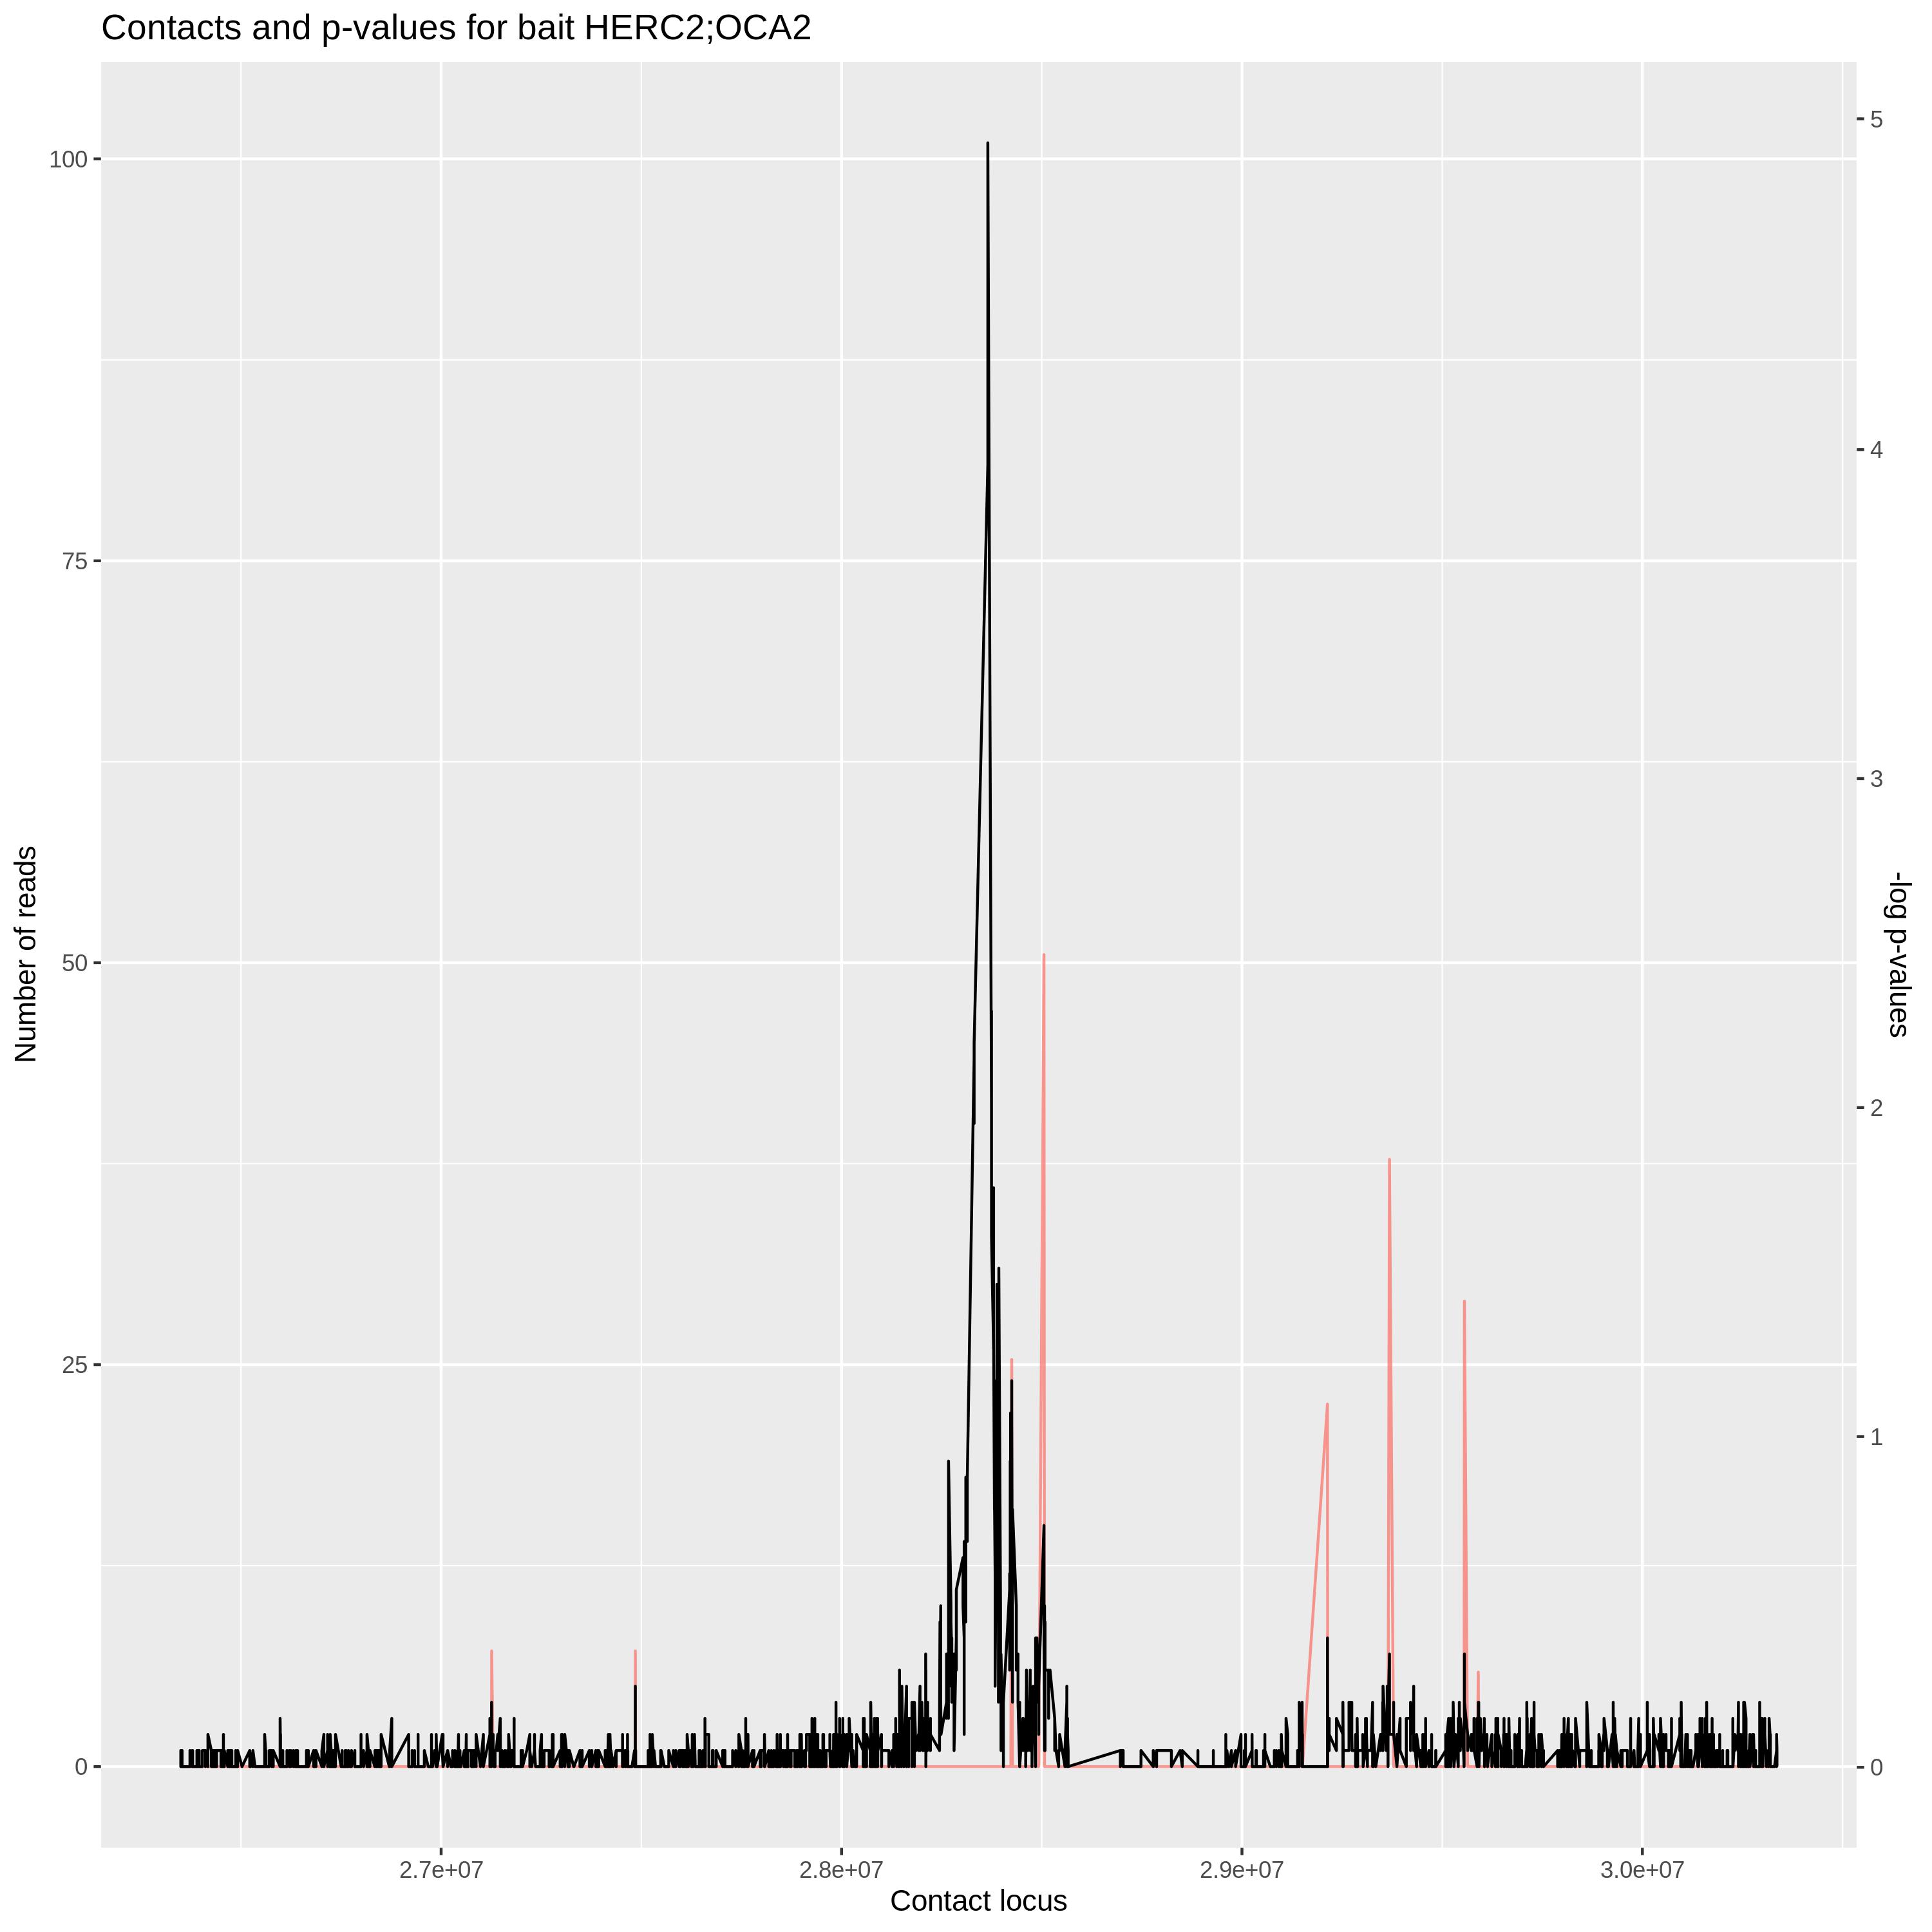 Contacts and p-values for bait HERC2;OCA2
100
75
50
25
0
Number of reads
5
4
3
2
1
0
-log p-values
2.7e+07
2.8e+07
2.9e+07
3.0e+07
Contact locus